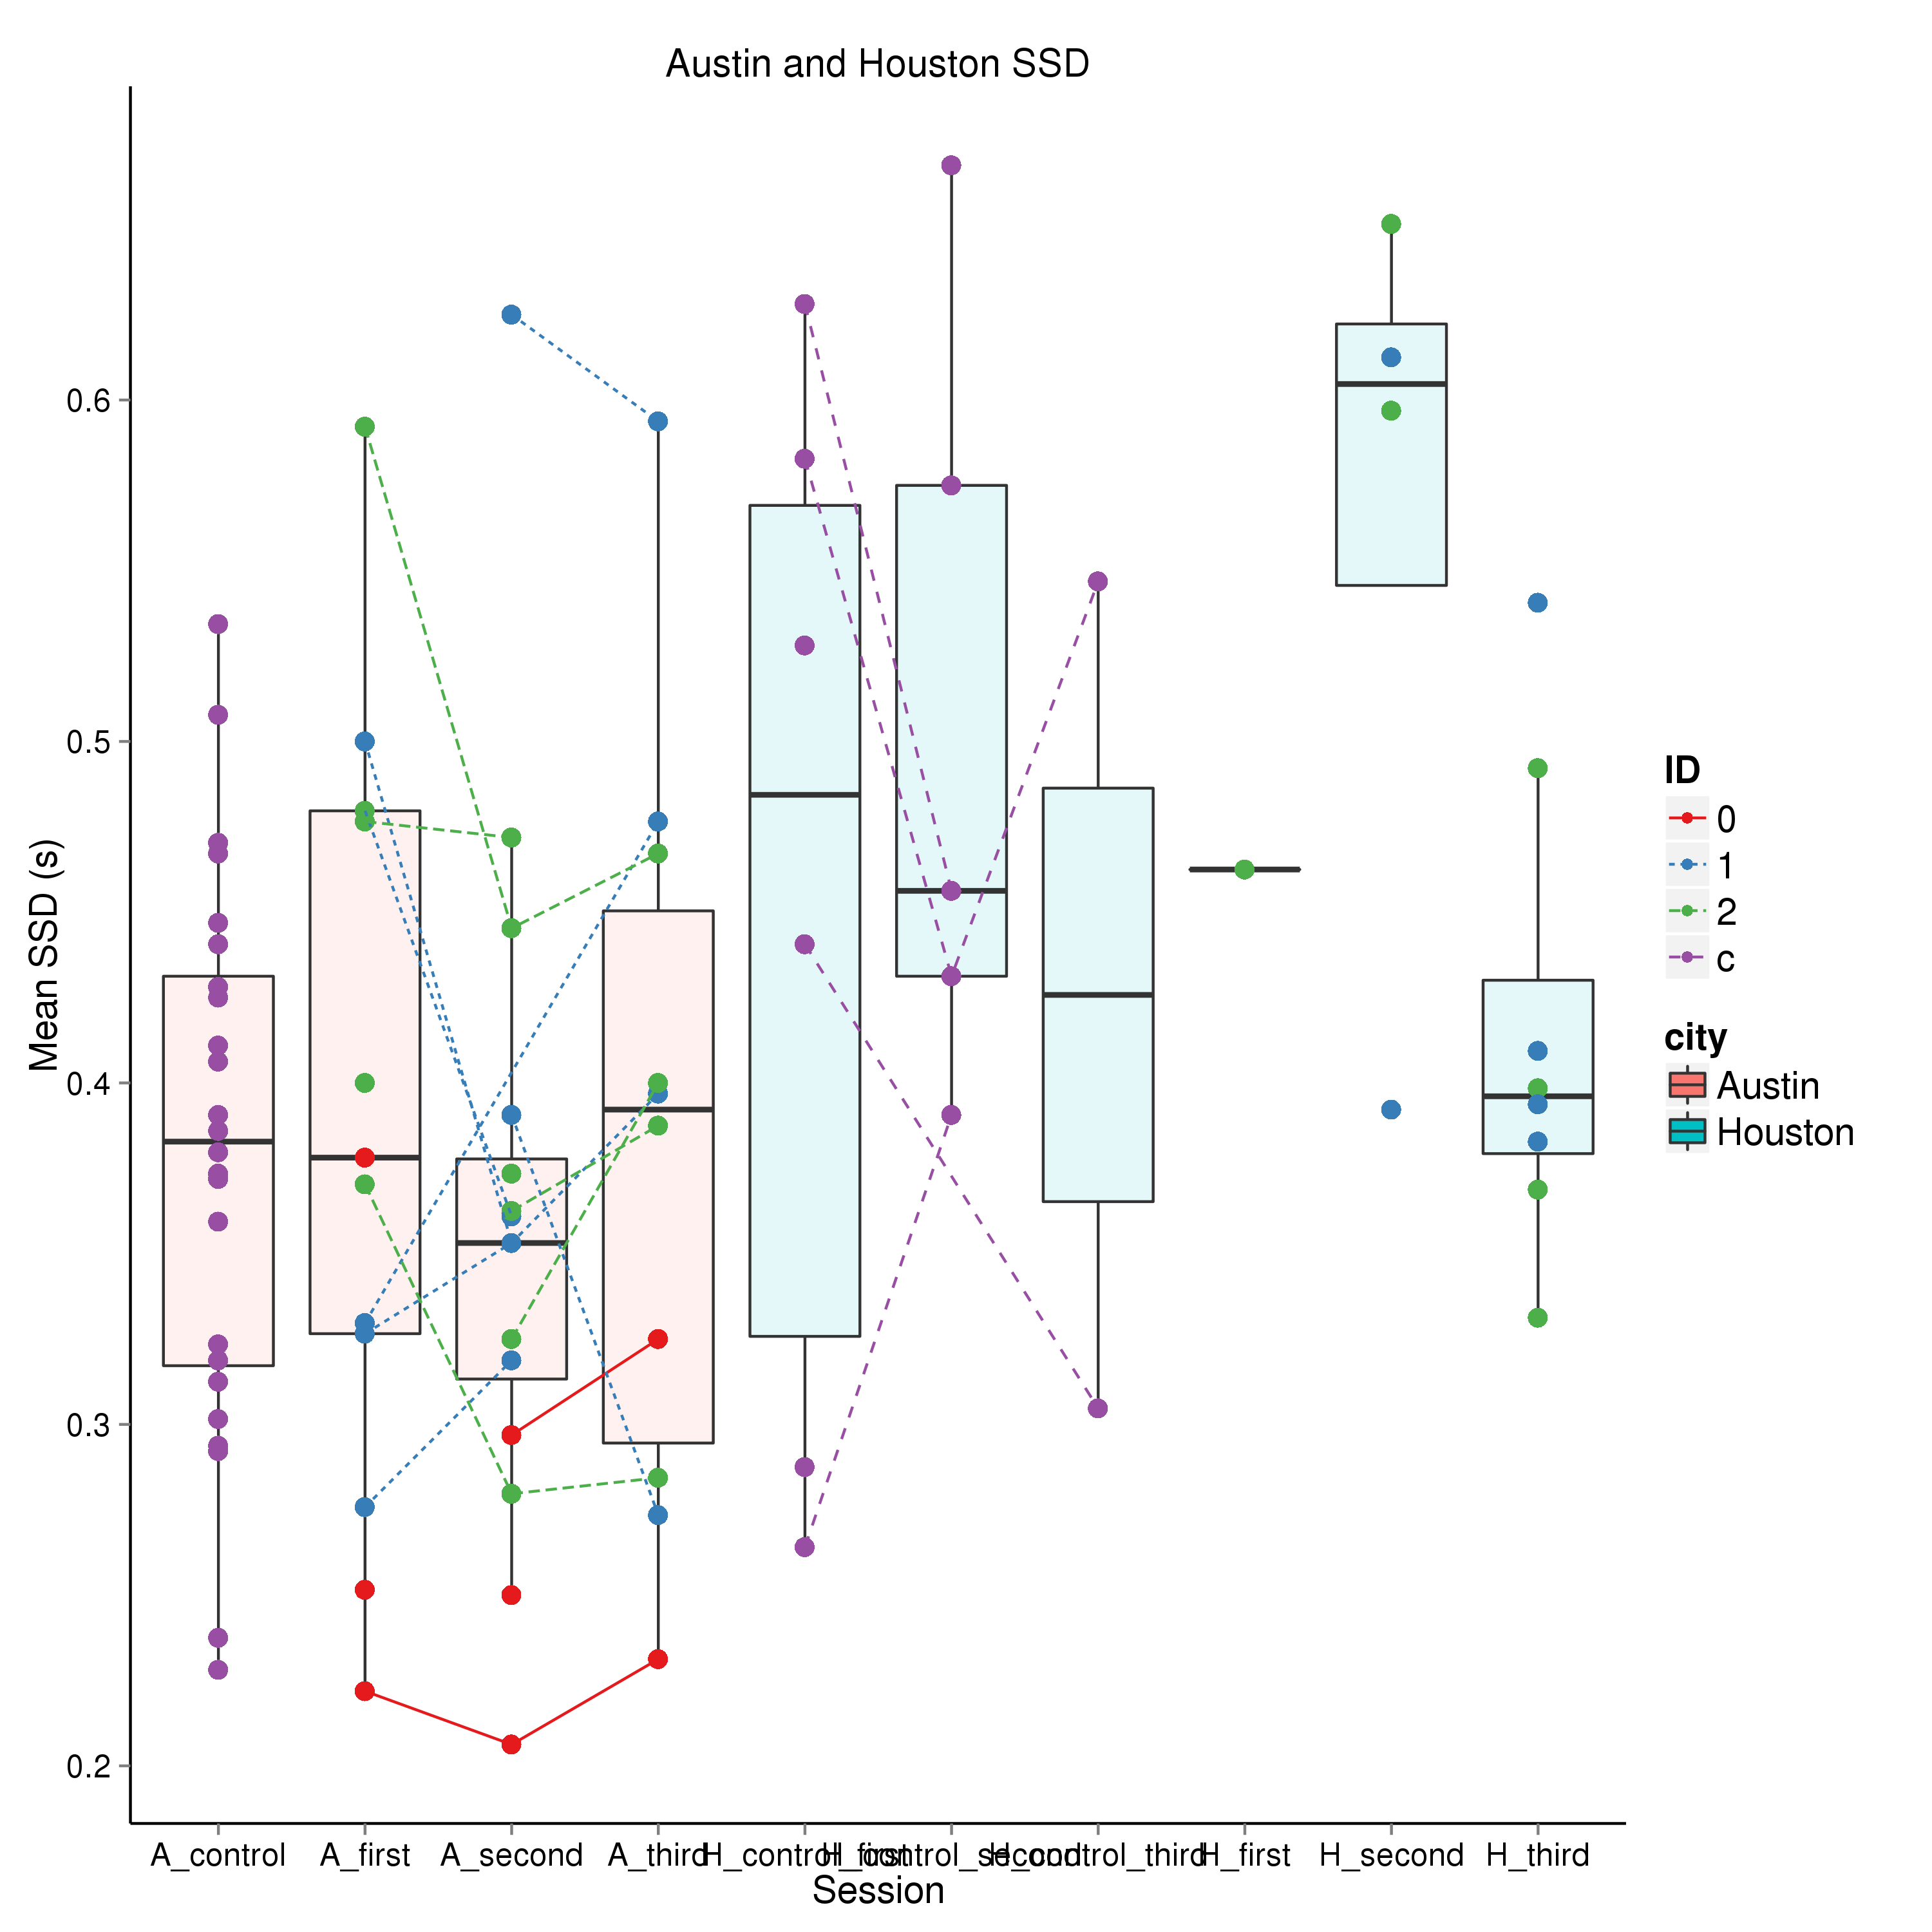 Austin and Houston SSD
Mean SSD (s)
0.6
0.5
0.4
0.3
0.2
A_control A_first A_second A_third H_control_first H_control_second H_control_third H_first H_second H_third
Session
ID
0
1
2
c
city
Austin
Houston